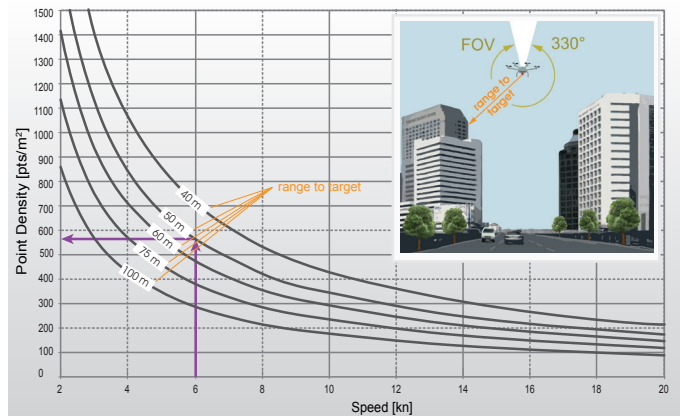 1500
1400
1300
1200
1100
1000
900
800
700
600
500
400
300
200
100
0
Point Density [pts/m²]
2
4
6
8
10
12
14
16
18
20
Speed [kn]
40 m
50 m
60 m
75 m
100 m
range to target
FOV
330°
range to
target